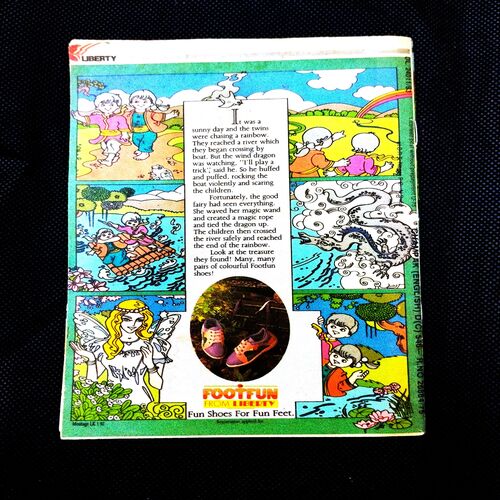 LIBERTY
It was a
sunny day and the twins
were chasing a rainbow.
They reached a river which
they began crossing by
boat. But the wind dragon
was watching. "I'll play a
trick", said he. So he huffed
and puffed, rocking the
boat violently and scaring
the children.
Fortunately, the good
fairy had seen everything.
She waved her magic wand
and created a magic rope
and tied the dragon up.
The children then crossed
the river safely and reached
the end of the rainbow.
Look at the treasure
they found! Many, many
pairs of colourful Footfun
shoes!
FOOTFUN
FROM LIBERTY
Fun Shoes For Fun Feet.
Registration applied for.